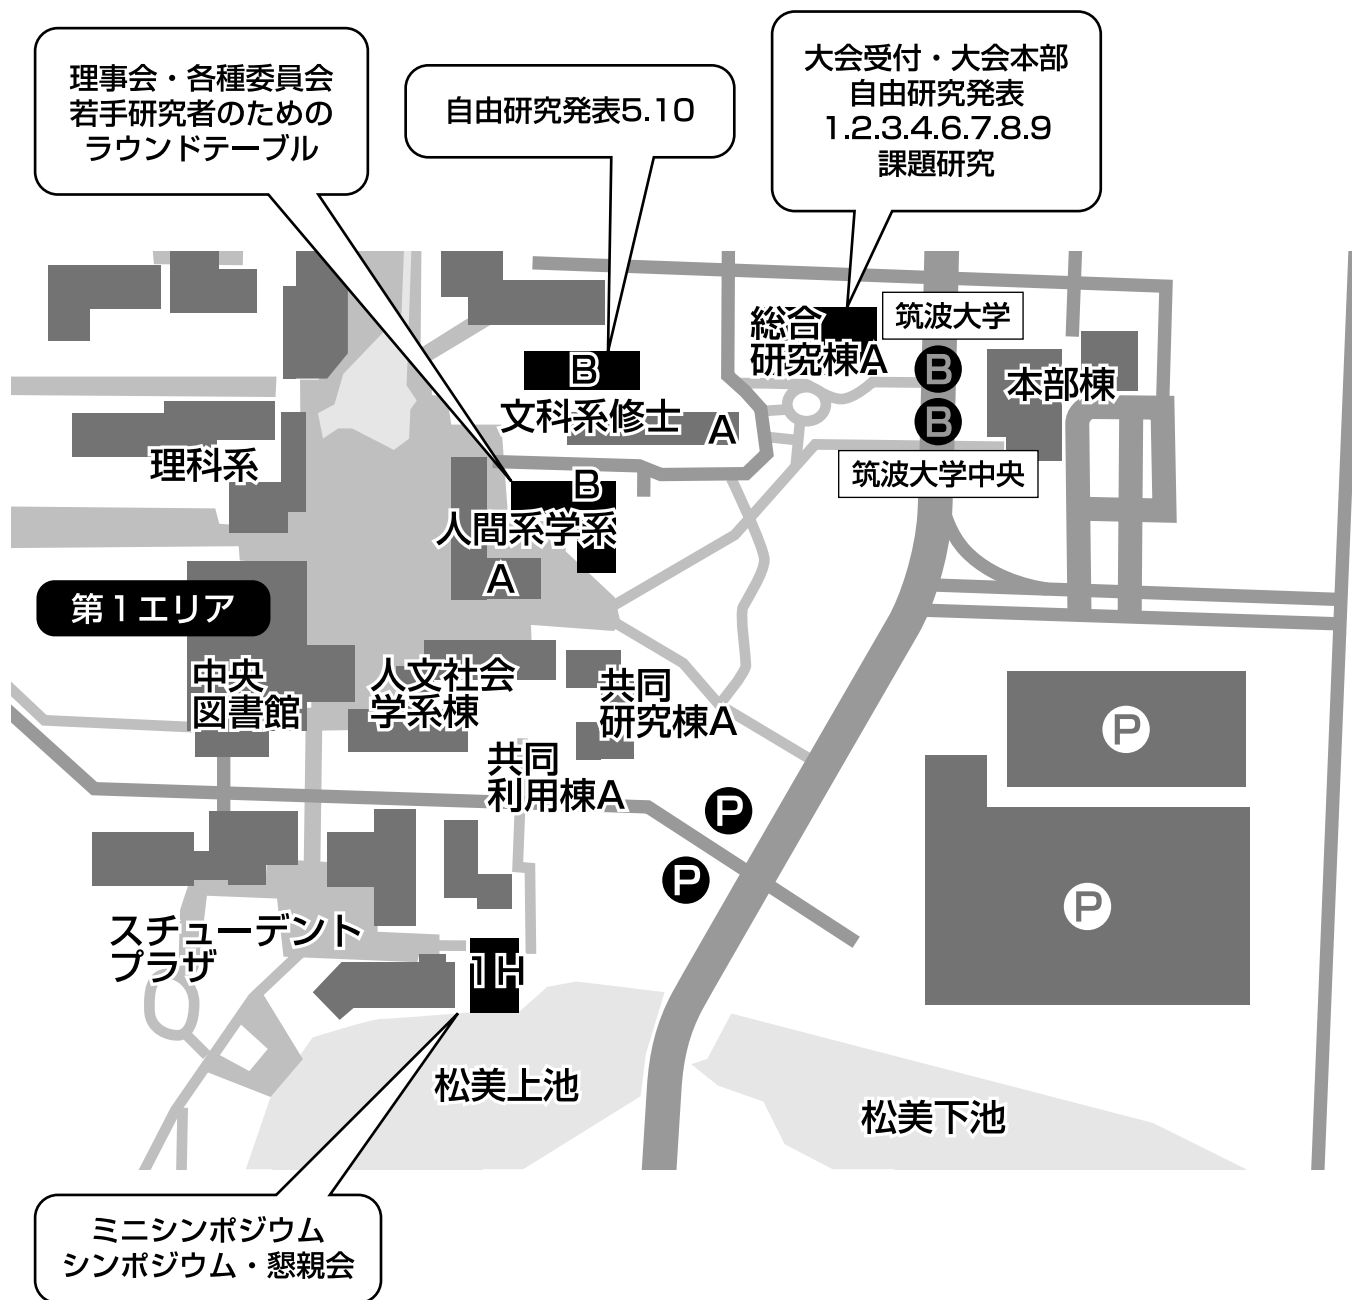 理事会・各種委員会
若手研究者のための
ラウンドテーブル
自由研究発表5.10
大会受付・大会本部
自由研究発表
1.2.3.4.6.7.8.9
課題研究
総合
研究棟A
筑波大学
B
B
筑波大学中央
本部棟
B
文科系修士
A
理科系
B
人間系学系
A
第1エリア
中央
図書館
人文社会
学系棟
共同
研究棟A
共同
利用棟A
P
P
P
P
スチューデント
プラザ
1H
松美上池
松美下池
ミニシンポジウム
シンポジウム・懇親会